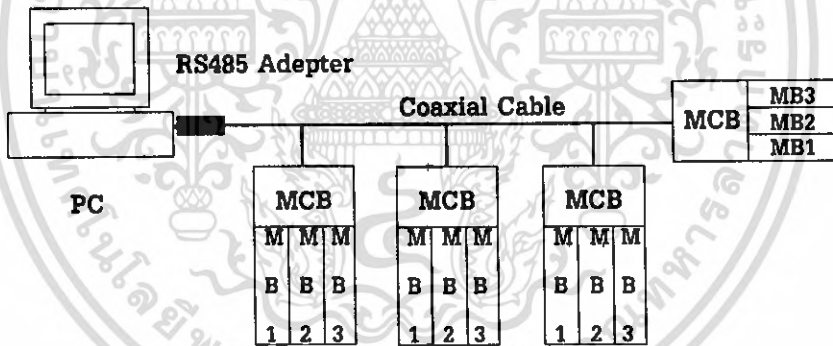 RS485 Adepter
Coaxial Cable
PC
MCB
MB3
MB2
MB1
MCB
M M M
B B B
1 2 3
MCB
M M M
B B B
1 2 3
MCB
M M M
B B B
1 2 3